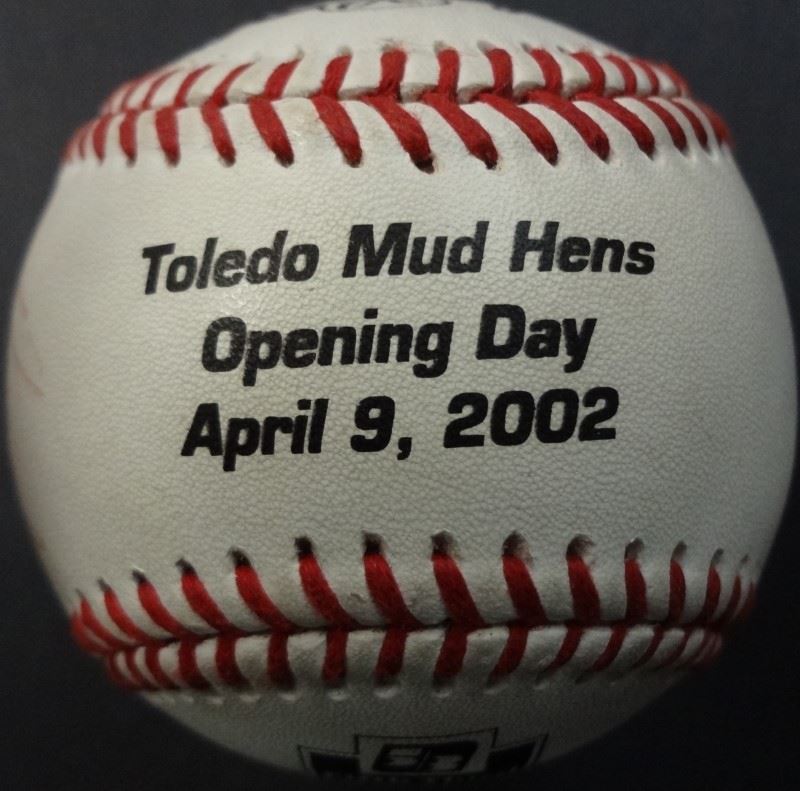 Toledo Mud Hens
Opening Day
April 9, 2002